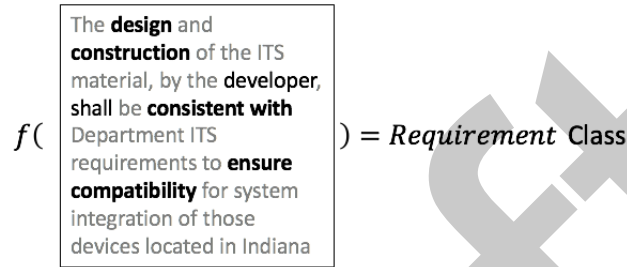 The design and
construction of the ITS
material, by the developer,
shall be consistent with
f( Department ITS ) = Requirement Class
requirements to ensure
compatibility for system
integration of those
devices located in Indiana